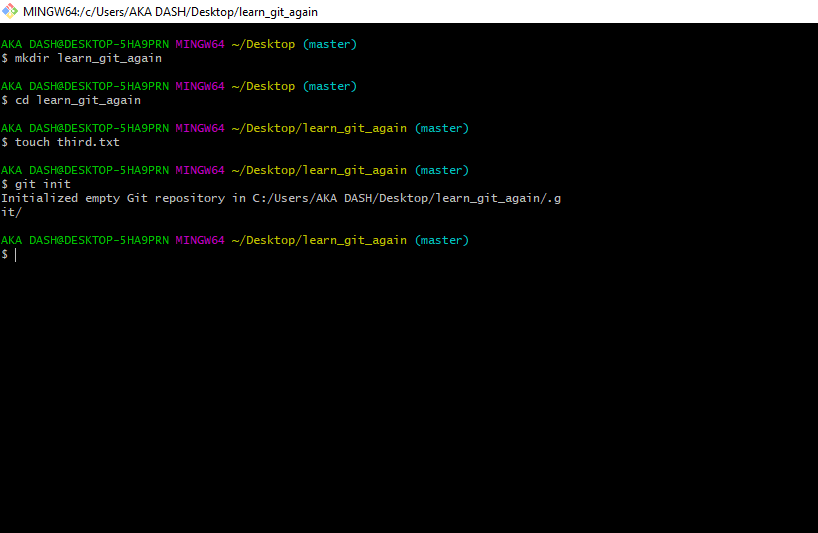 MINGW64:/c/Users/AKA DASH/Desktop/learn_git_again
AKA DASH@DESKTOP-5HA9PRN MINGW64 ~/Desktop (master)
$ mkdir learn_git_again
AKA DASH@DESKTOP-5HA9PRN MINGW64 ~/Desktop (master)
$ cd learn_git_again
AKA DASH@DESKTOP-5HA9PRN MINGW64 ~/Desktop/learn_git_again (master)
$ touch third.txt
AKA DASH@DESKTOP-5HA9PRN MINGW64 ~/Desktop/learn_git_again (master)
$ git init
Initialized empty Git repository in C:/Users/AKA DASH/Desktop/learn_git_again/.g
it/
AKA DASH@DESKTOP-5HA9PRN MINGW64 ~/Desktop/learn_git_again (master)
$